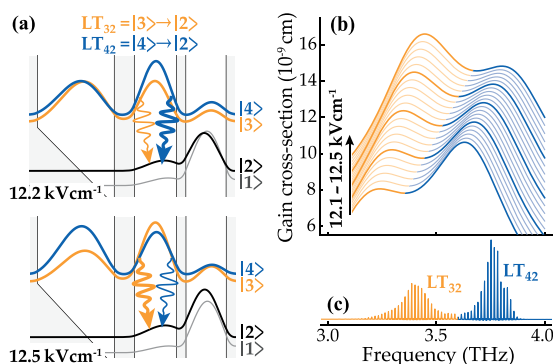 (a)
LT32 = |3>→|2>
LT42 = |4>→|2>
|4>
|3>
|2>
|1>
12.2 kVcm-1
|4>
|3>
|2>
|1>
12.5 kVcm-1
(b)
Gain cross-section (10-9 cm)
16
14
12
10
8
6
12.1 – 12.5 kVcm-1
LT32
LT42
(c)
3.0
3.5
4.0
Frequency (THz)